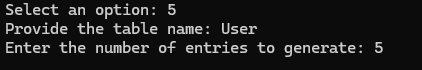 Select an option: 5
Provide the table name: User
Enter the number of entries to generate: 5